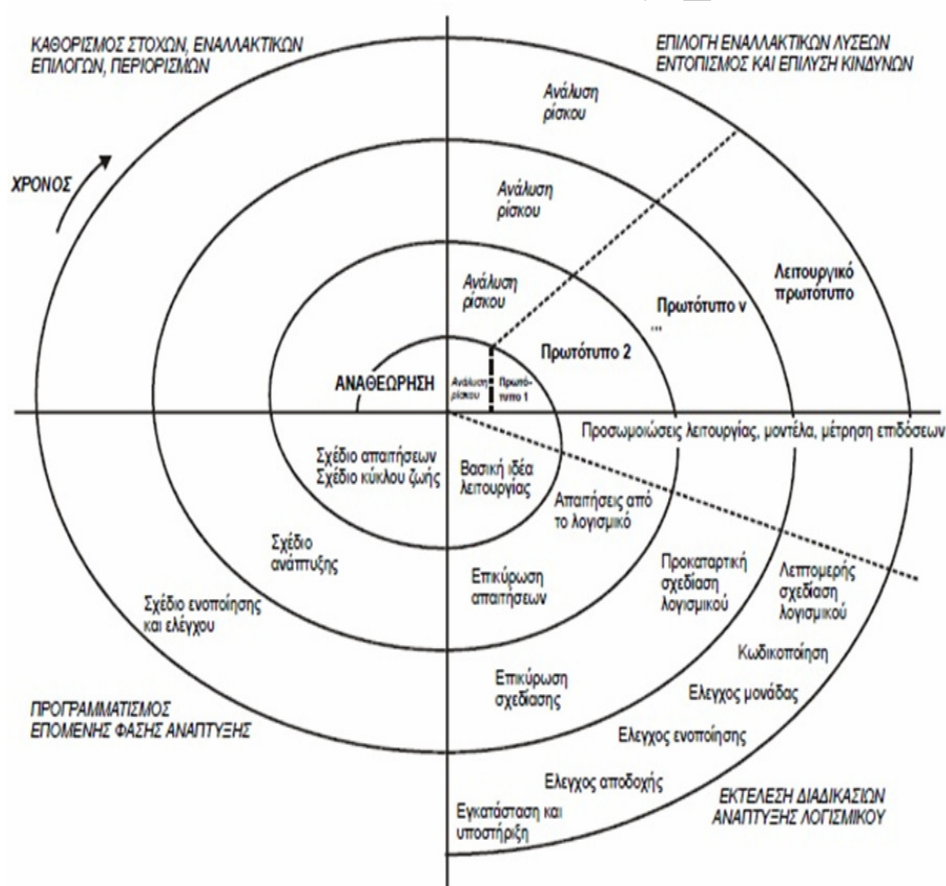 ΚΑΘΟΡΙΣΜΟΣ ΣΤΟΧΩΝ, ΕΝΑΛΛΑΚΤΙΚΩΝ
ΕΠΙΛΟΓΩΝ, ΠΕΡΙΟΡΙΣΜΩΝ
ΕΠΙΛΟΓΗ ΕΝΑΛΛΑΚΤΙΚΩΝ ΛΥΣΕΩΝ
ΕΝΤΟΠΙΣΜΟΣ ΚΑΙ ΕΠΙΛΥΣΗ ΚΙΝΔΥΝΩΝ
ΧΡΟΝΟΣ
Ανάλυση
ρίσκου
Ανάλυση
ρίσκου
Ανάλυση
ρίσκου
Λειτουργικό
πρωτότυπο
Πρωτότυπο ν
...
Πρωτότυπο 2
ΑΝΑΘΕΩΡΗΣΗ
Ανάλυση
ρίσκου
Πρωτό-
τυπο 1
Προσωμοιώσεις λειτουργίας, μοντέλα, μέτρηση επιδόσεων
Σχέδιο απαιτήσεων
Σχέδιο κύκλου ζωής
Βασική ιδέα
λειτουργίας
Απαιτήσεις από
το λογισμικό
Σχέδιο
ανάπτυξης
Επικύρωση
απαιτήσεων
Προκαταρτική
σχεδίαση
λογισμικού
Λεπτομερής
σχεδίαση
λογισμικού
Σχέδιο ενοποίησης
και ελέγχου
Κωδικοποίηση
Επικύρωση
σχεδίασης
Ελεγχος μονάδας
Ελεγχος ενοποίησης
Ελεγχος αποδοχής
Εγκατάσταση και
υποστήριξη
ΠΡΟΓΡΑΜΜΑΤΙΣΜΟΣ
ΕΠΟΜΕΝΗΣ ΦΑΣΗΣ ΑΝΑΠΤΥΞΗΣ
ΕΚΤΕΛΕΣΗ ΔΙΑΔΙΚΑΣΙΩΝ
ΑΝΑΠΤΥΞΗΣ ΛΟΓΙΣΜΙΚΟΥ